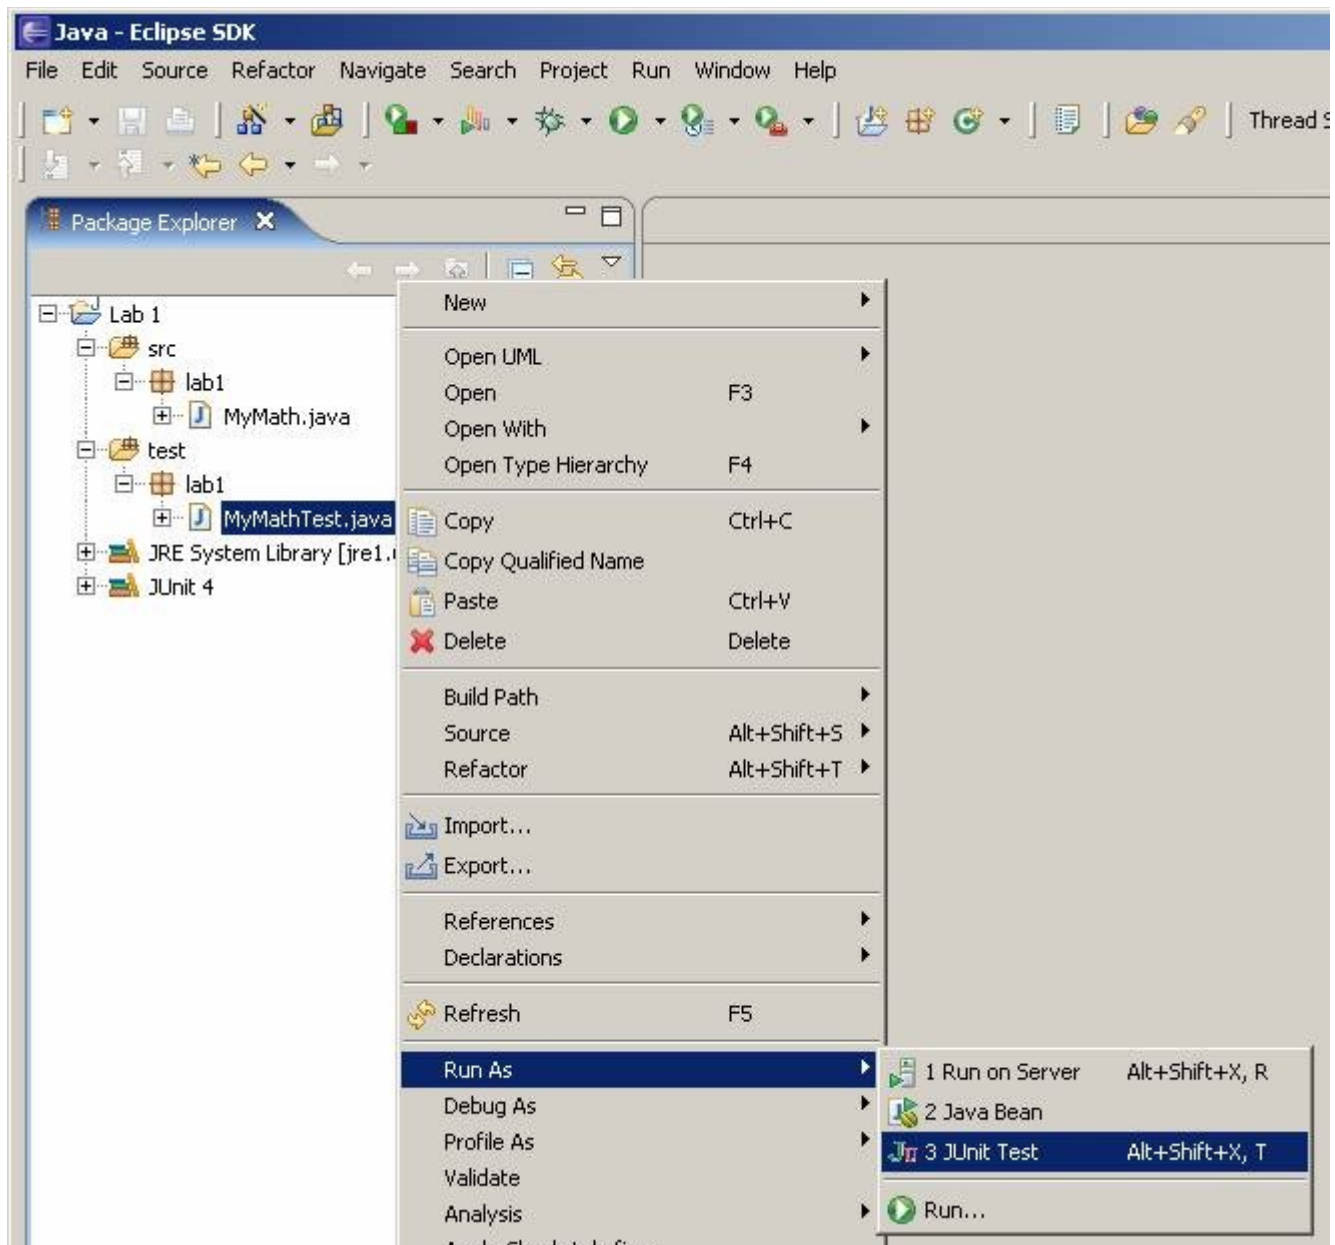 Java - Eclipse SDK
File Edit Source Refactor Navigate Search Project Run Window Help
Thread
Package Explorer
Lab 1
src
lab1
MyMath.java
test
lab1
MyMathTest.java
JRE System Library [jre1.
JUnit 4
New
Open UML
Open F3
Open With
Open Type Hierarchy F4
Copy Ctrl+C
Copy Qualified Name
Paste Ctrl+V
Delete Delete
Build Path
Source Alt+Shift+S
Refactor Alt+Shift+T
Import...
Export...
References
Declarations
Refresh F5
Run As
Debug As
Profile As
Validate
Analysis
1 Run on Server Alt+Shift+X, R
2 Java Bean
3 JUnit Test Alt+Shift+X, T
Run...